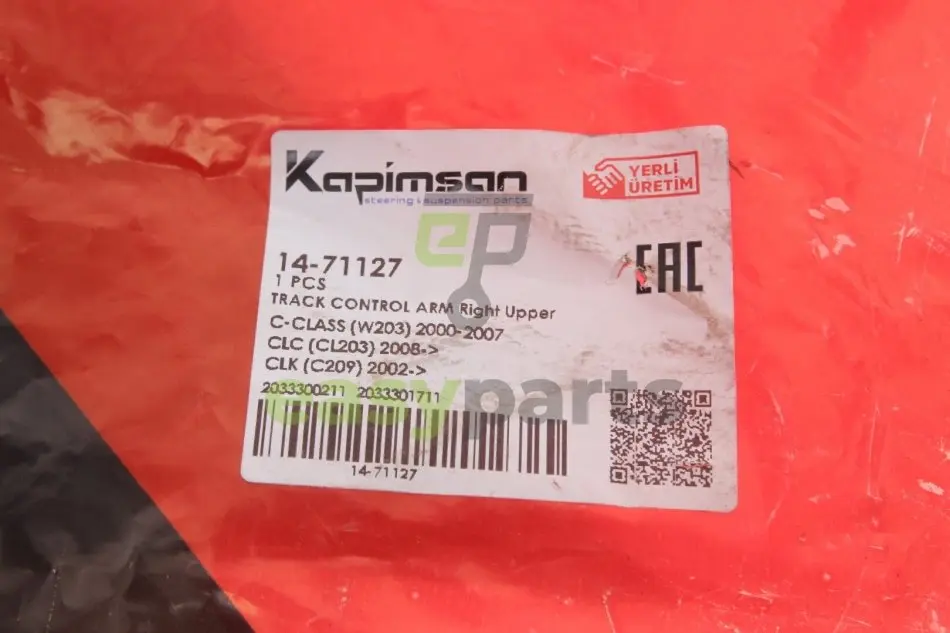 Kapimsan
steering & suspension parts
YERLİ
ÜRETİM
ep
14-71127
1 PCS
EAC
TRACK CONTROL ARM Right Upper
C-CLASS (W203) 2000-2007
CLC (CL203) 2008->
CLK (C209) 2002->
2033300211 2033301711
easyparts
14-71127